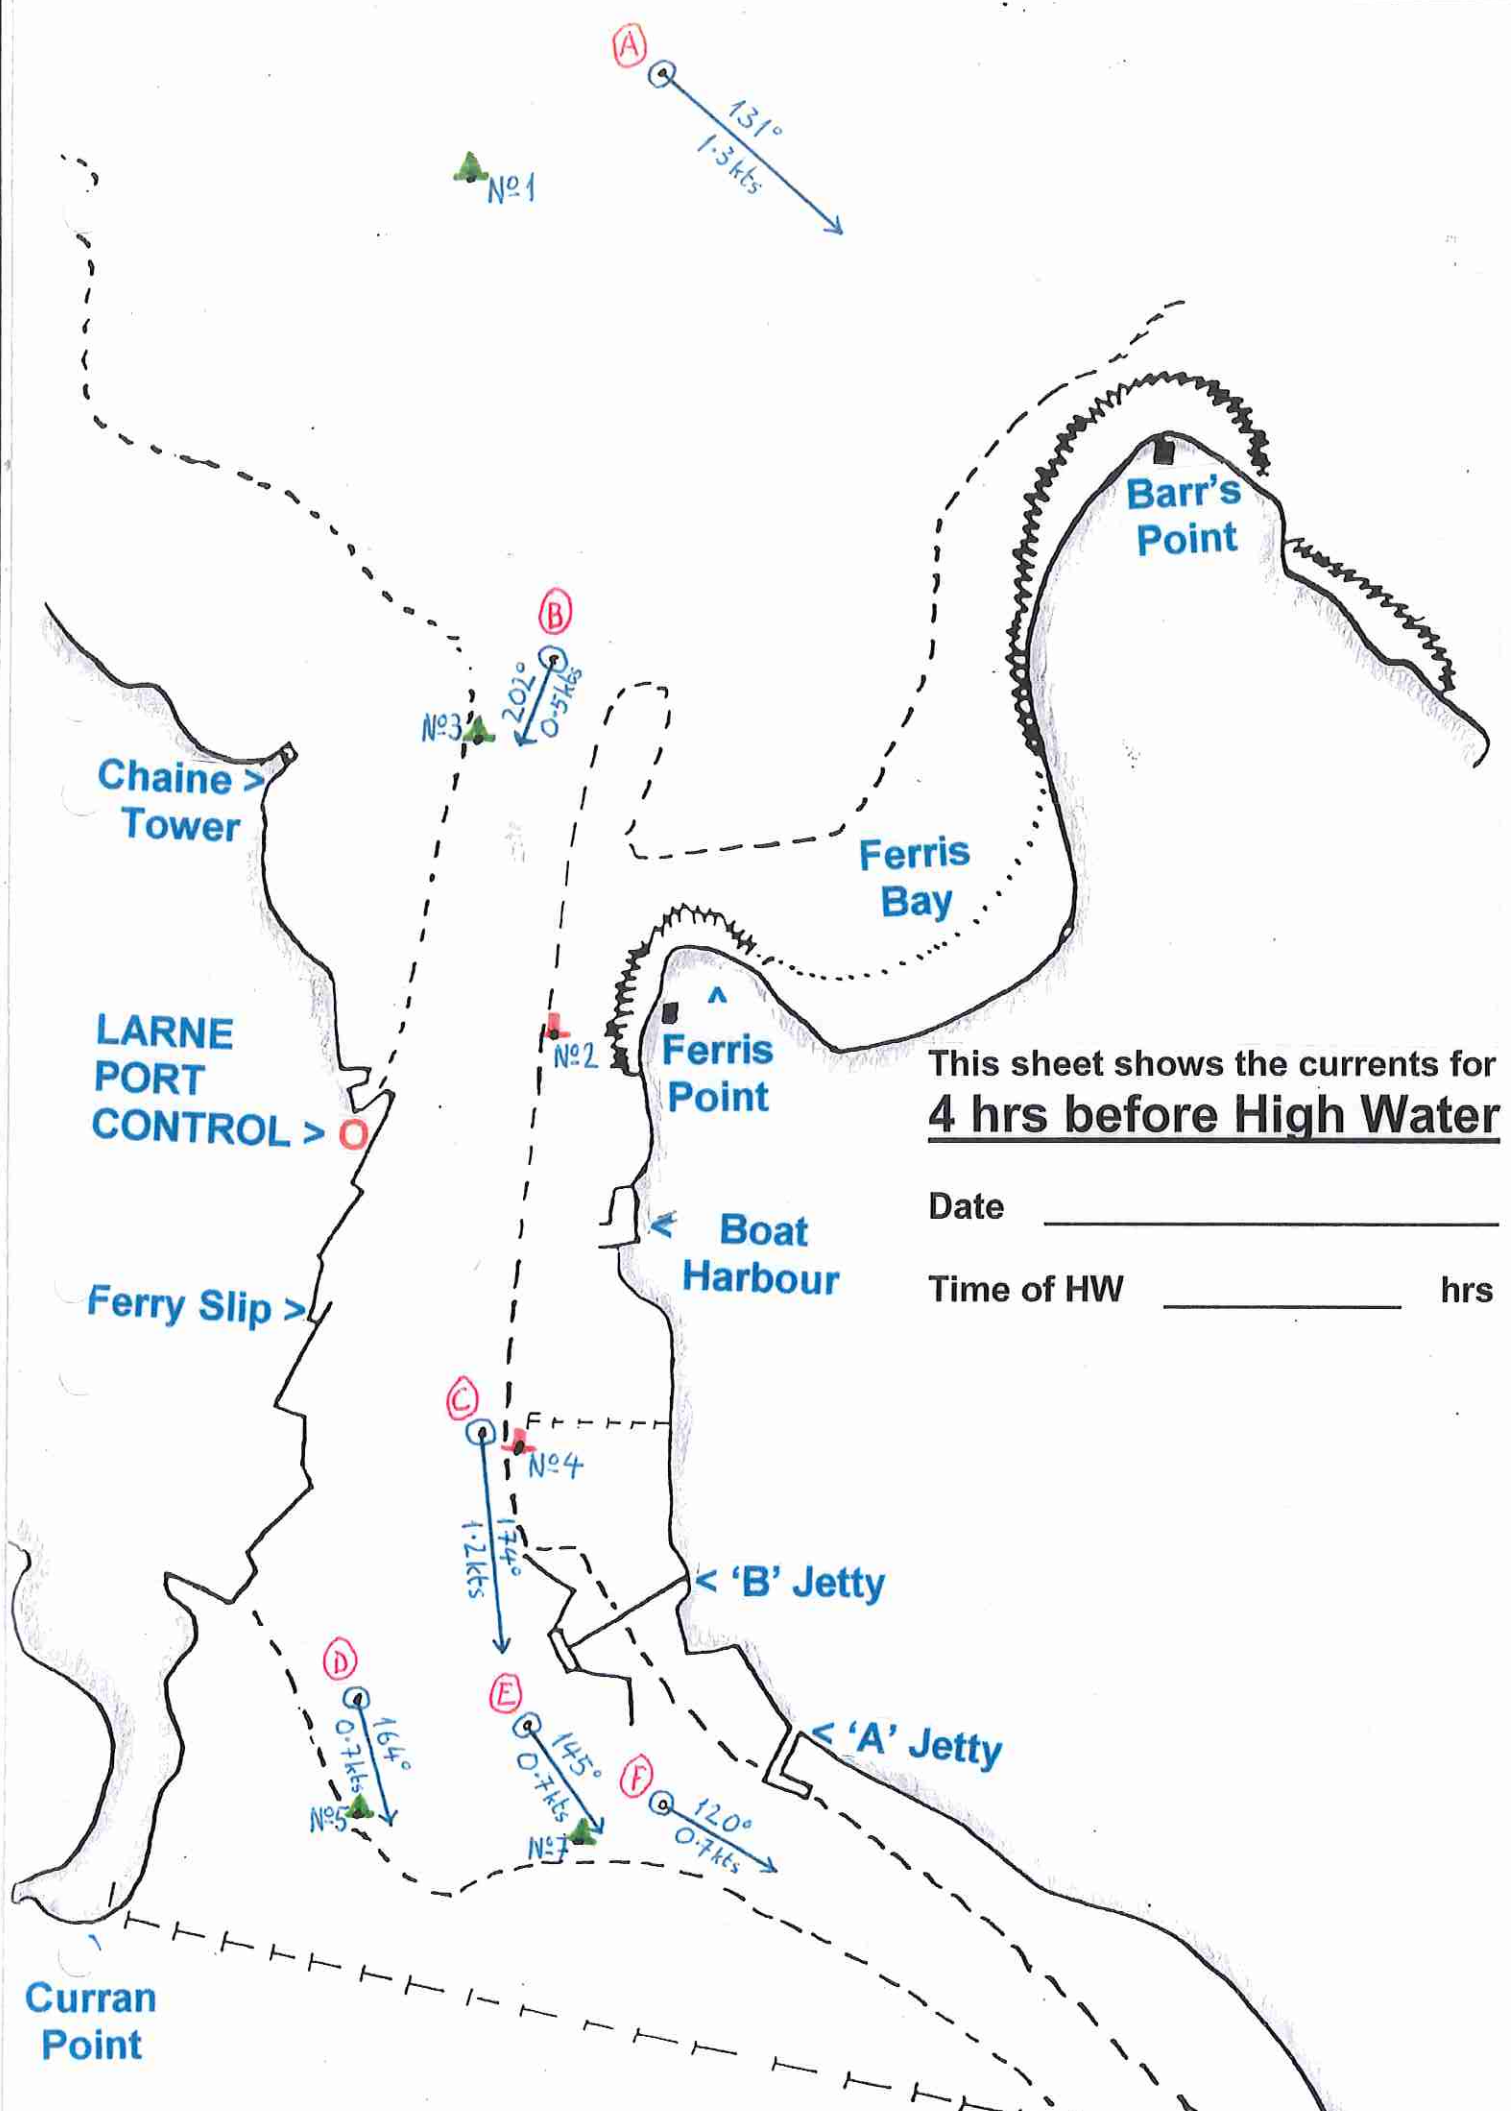 A
131°
1.3kts
Nº1
Barr's
Point
B
202°
0.5kts
Nº3
Chaine >
Tower
Ferris
Bay
LARNE
PORT
CONTROL > O
Nº2
^
Ferris
Point
This sheet shows the currents for
4 hrs before High Water
Date
Time of HW hrs
< Boat
Harbour
Ferry Slip >
C
Nº4
174°
1.2kts
< 'B' Jetty
D
164°
0.7kts
Nº5
E
145°
0.7kts
Nº7
< 'A' Jetty
F
120°
0.7kts
Curran
Point